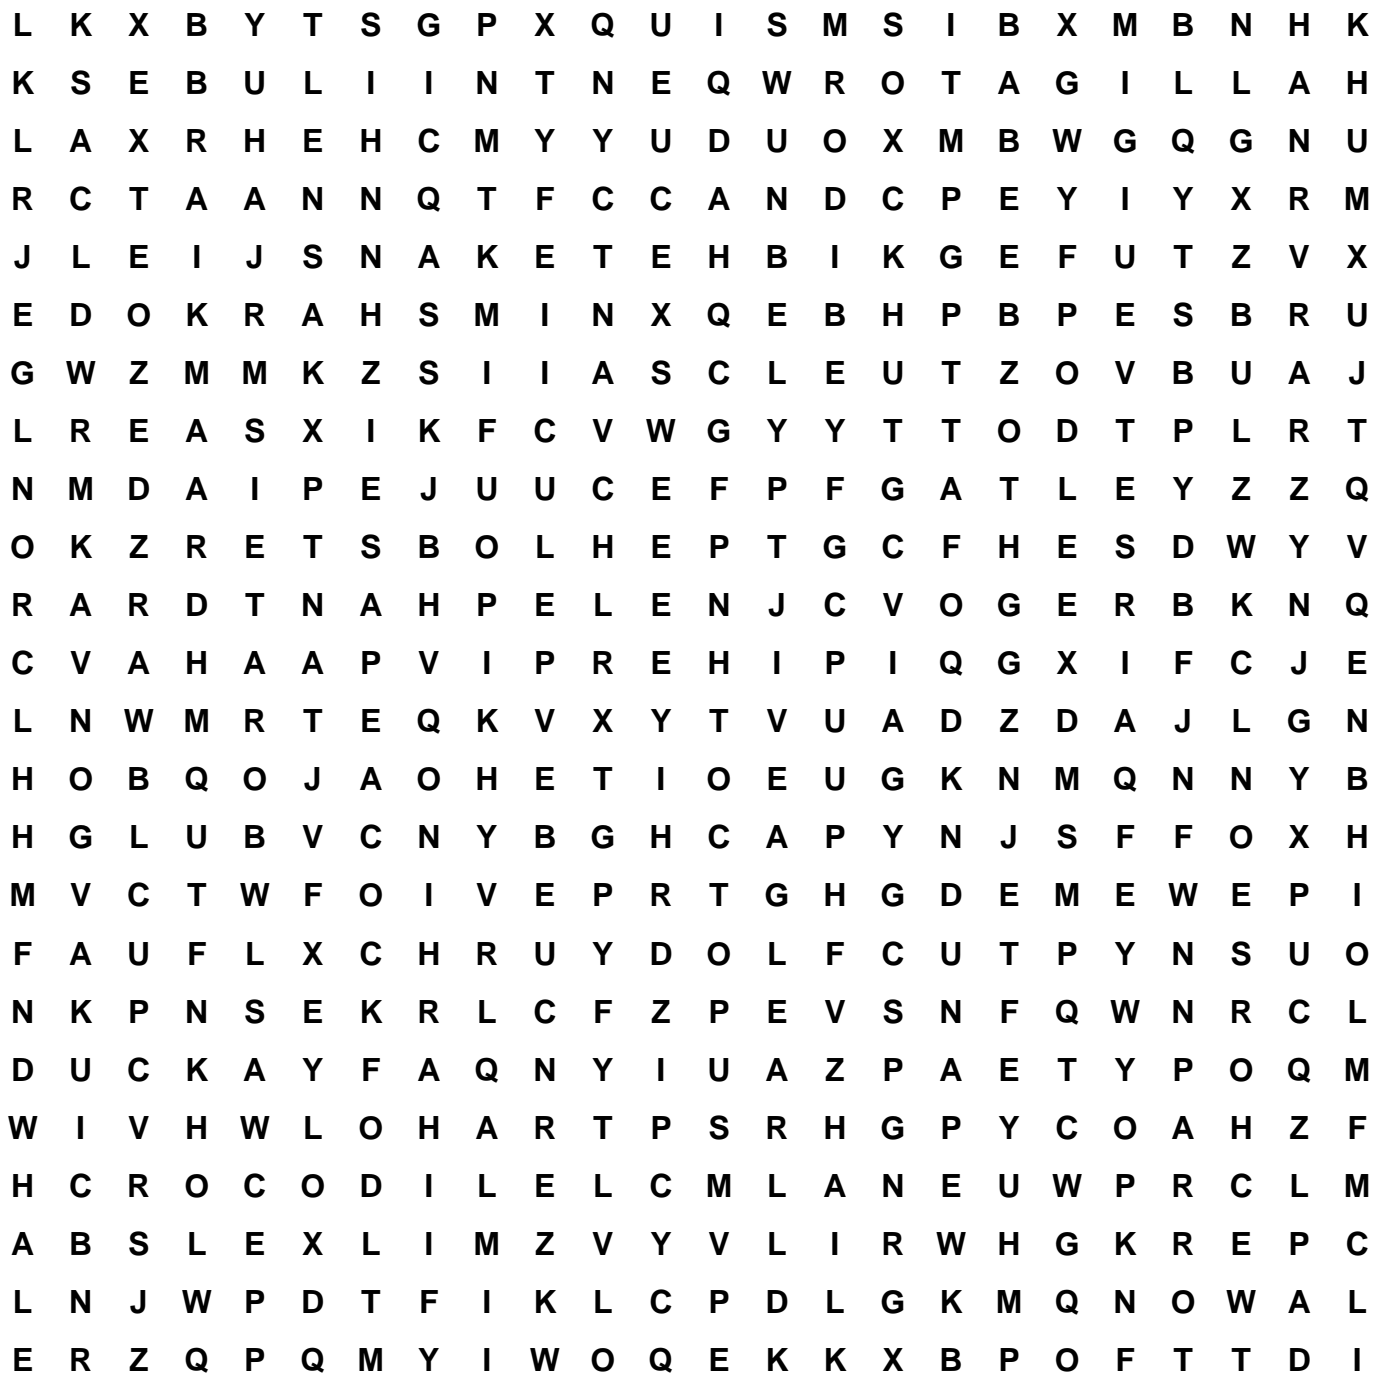 L K X B Y T S G P X Q U I S M S I B X M B N H K
K S E B U L I I N T N E Q W R O T A G I L L A H
L A X R H E H C M Y Y U D U O X M B W G Q G N U
R C T A A N N Q T F C C A N D C P E Y I Y X R M
J L E I J S N A K E T E H B I K G E F U T Z V X
E D O K R A H S M I N X Q E B H P B P E S B R U
G W Z M M K Z S I I A S C L E U T Z O V B U A J
L R E A S X I K F C V W G Y Y T T O D T P L R T
N M D A I P E J U U C E F P F G A T L E Y Z Z Q
O K Z R E T S B O L H E P T G C F H E S D W Y V
R A R D T N A H P E L E N J C V O G E R B K N Q
C V A H A A P V I P R E H I P I Q G X I F C J E
L N W M R T E Q K V X Y T V U A D Z D A J L G N
H O B Q O J A O H E T I O E U G K N M Q N N Y B
H G L U B V C N Y B G H C A P Y N J S F F O X H
M V C T W F O I V E P R T G H G D E M E W E P I
F A U F L X C H R U Y D O L F C U T P Y N S U O
N K P N S E K R L C F Z P E V S N F Q W N R C L
D U C K A Y F A Q N Y I U A Z P A E T Y P O Q M
W I V H W L O H A R T P S R H G P Y C O A H Z F
H C R O C O D I L E L C M L A N E U W P R C L M
A B S L E X L I M Z V Y V L I R W H G K R E P C
L N J W P D T F I K L C P D L G K M Q N O W A L
E R Z Q P Q M Y I W O Q E K K X B P O F T T D I